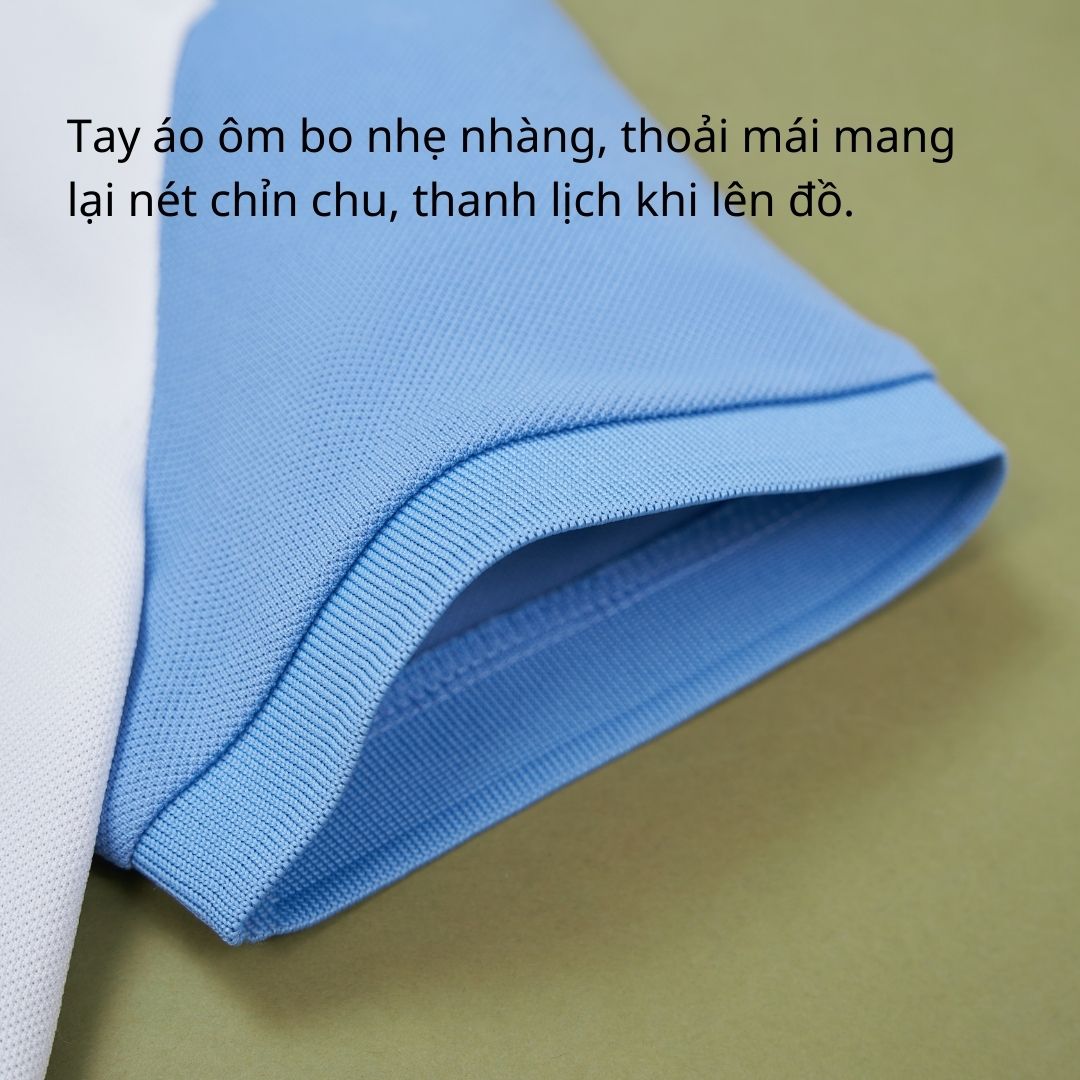 Tay áo ôm bo nhẹ nhàng, thoải mái mang
lại nét chỉn chu, thanh lịch khi lên đồ.